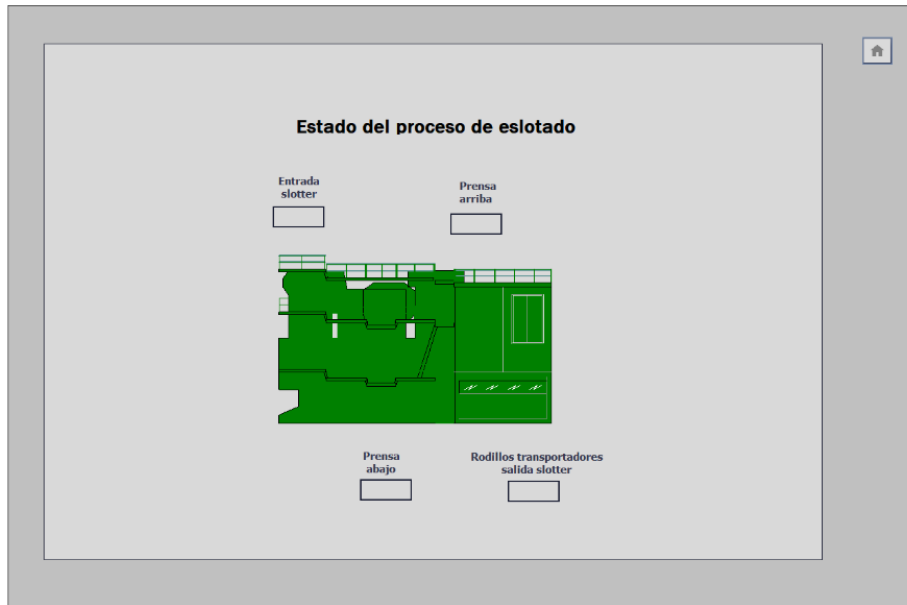 Estado del proceso de eslotado
Entrada
slotter
Prensa
arriba
Prensa
abajo
Rodillos transportadores
salida slotter